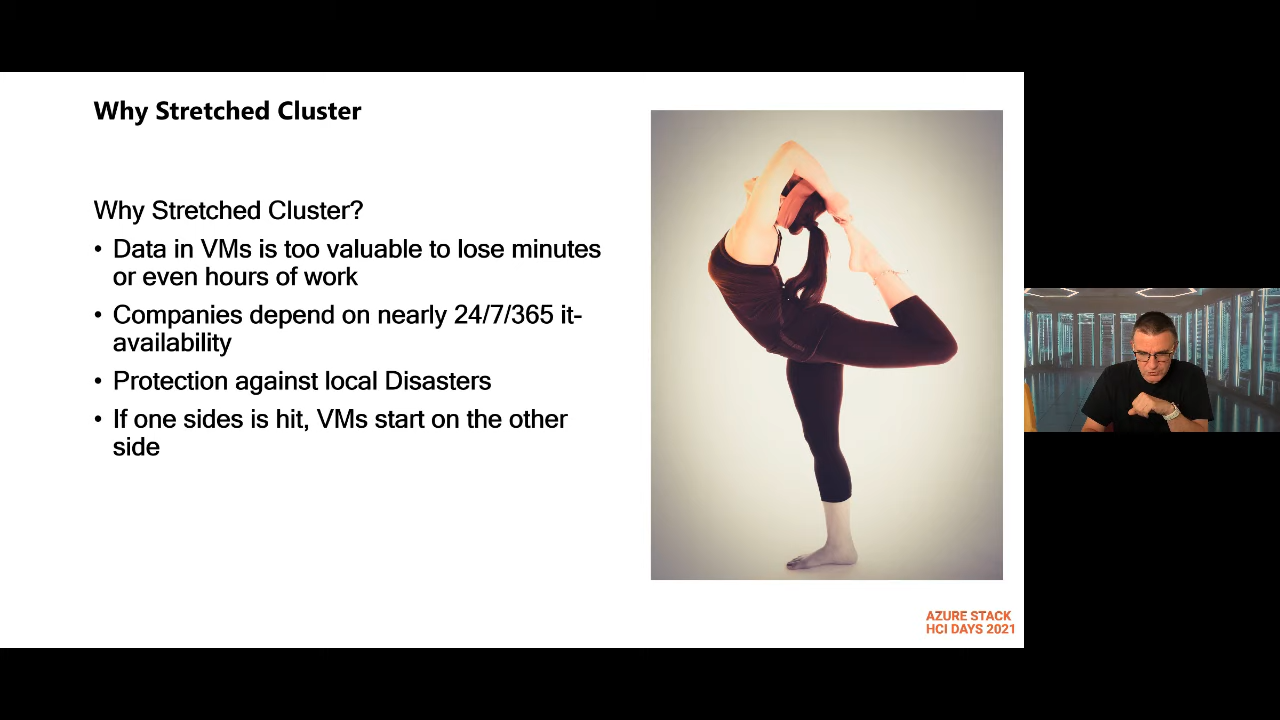 Why Stretched Cluster
Why Stretched Cluster?
• Data in VMs is too valuable to lose minutes
or even hours of work
• Companies depend on nearly 24/7/365 it-
availability
• Protection against local Disasters
• If one sides is hit, VMs start on the other
side
AZURE STACK
HCI DAYS 2021